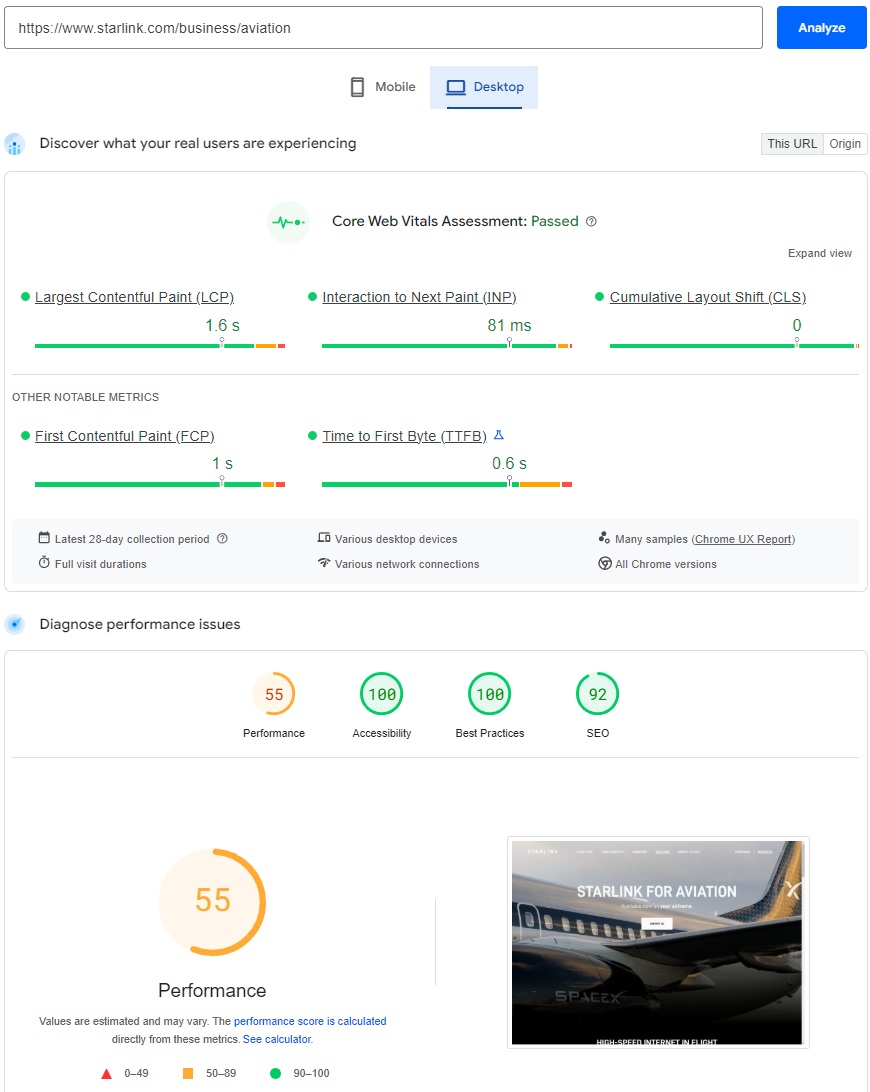 https://www.starlink.com/business/aviation
Analyze
Mobile
Desktop
Discover what your real users are experiencing
This URL
Origin
Core Web Vitals Assessment: Passed
Expand view
Largest Contentful Paint (LCP)
1.6 s
Interaction to Next Paint (INP)
81 ms
Cumulative Layout Shift (CLS)
0
OTHER NOTABLE METRICS
First Contentful Paint (FCP)
1 s
Time to First Byte (TTFB)
0.6 s
Latest 28-day collection period
Various desktop devices
Many samples (Chrome UX Report)
Full visit durations
Various network connections
All Chrome versions
Diagnose performance issues
55
Performance
100
Accessibility
100
Best Practices
92
SEO
55
Performance
Values are estimated and may vary. The performance score is calculated
directly from these metrics. See calculator.
0–49
50–89
90–100
STARLINK
STARLINK FOR AVIATION
SPACEX
HIGH-SPEED INTERNET IN FLIGHT